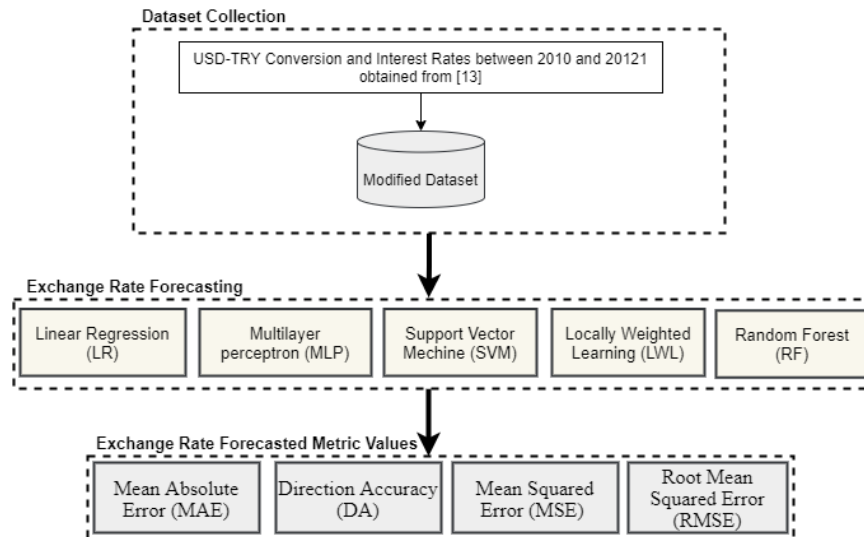 Dataset Collection
USD-TRY Conversion and Interest Rates between 2010 and 20121
obtained from [13]
Modified Dataset
Exchange Rate Forecasting
Linear Regression
(LR)
Multilayer
perceptron (MLP)
Support Vector
Mechine (SVM)
Locally Weighted
Learning (LWL)
Random Forest
(RF)
Exchange Rate Forecasted Metric Values
Mean Absolute
Error (MAE)
Direction Accuracy
(DA)
Mean Squared
Error (MSE)
Root Mean
Squared Error
(RMSE)